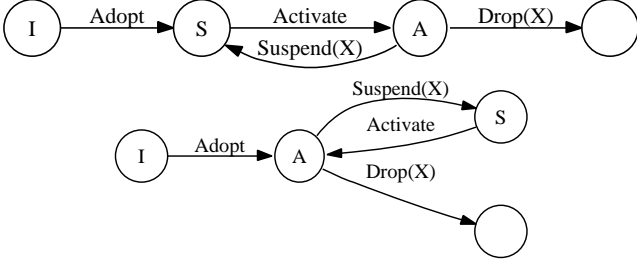 I Adopt S Activate A Drop(X)
Suspend(X)
Suspend(X)
S
Activate
I Adopt A
Drop(X)